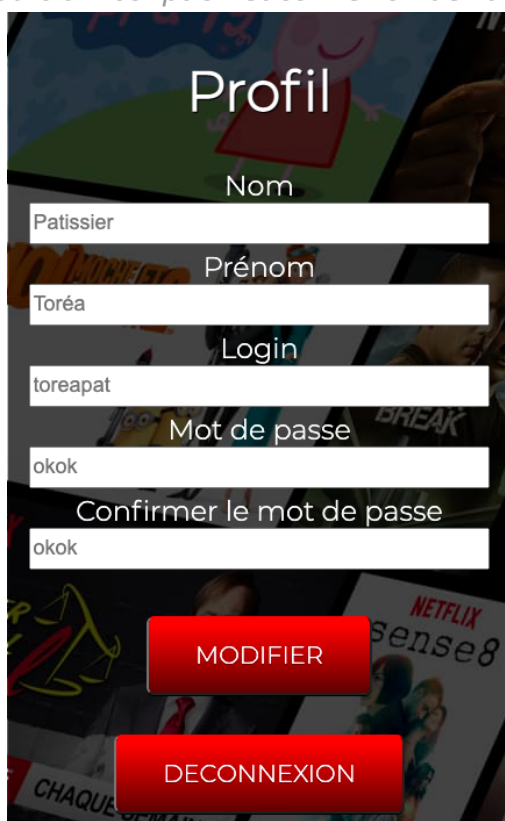 Profil
Nom
Patissier
Prénom
Toréa
Login
toreapat
Mot de passe
okok
Confirmer le mot de passe
okok
NETFLIX
sense8
BREAK
MODIFIER
DECONNEXION
CHAQUE SEMAINE